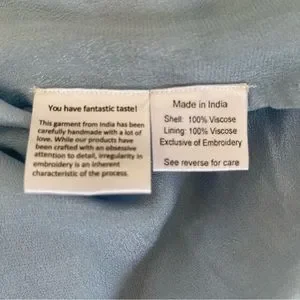 You have fantastic taste!
This garment from India has been
carefully handmade with a lot of
love. While our products have
been crafted with an obsessive
attention to detail, irregularity in
embroidery is an inherent
characteristic of the process.
Made in India
Shell: 100% Viscose
Lining: 100% Viscose
Exclusive of Embroidery
See reverse for care